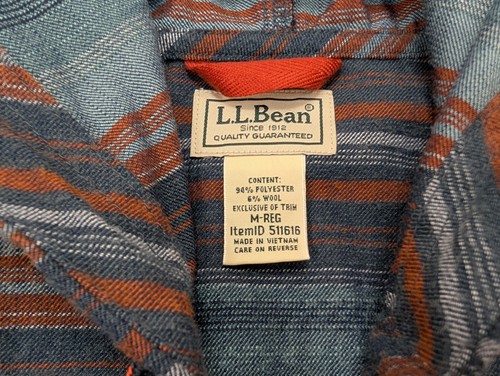 L.L.Bean®
Since 1912
QUALITY GUARANTEED
CONTENT:
94% POLYESTER
6% WOOL
EXCLUSIVE OF TRIM
M-REG
ItemID 511616
MADE IN VIETNAM
CARE ON REVERSE